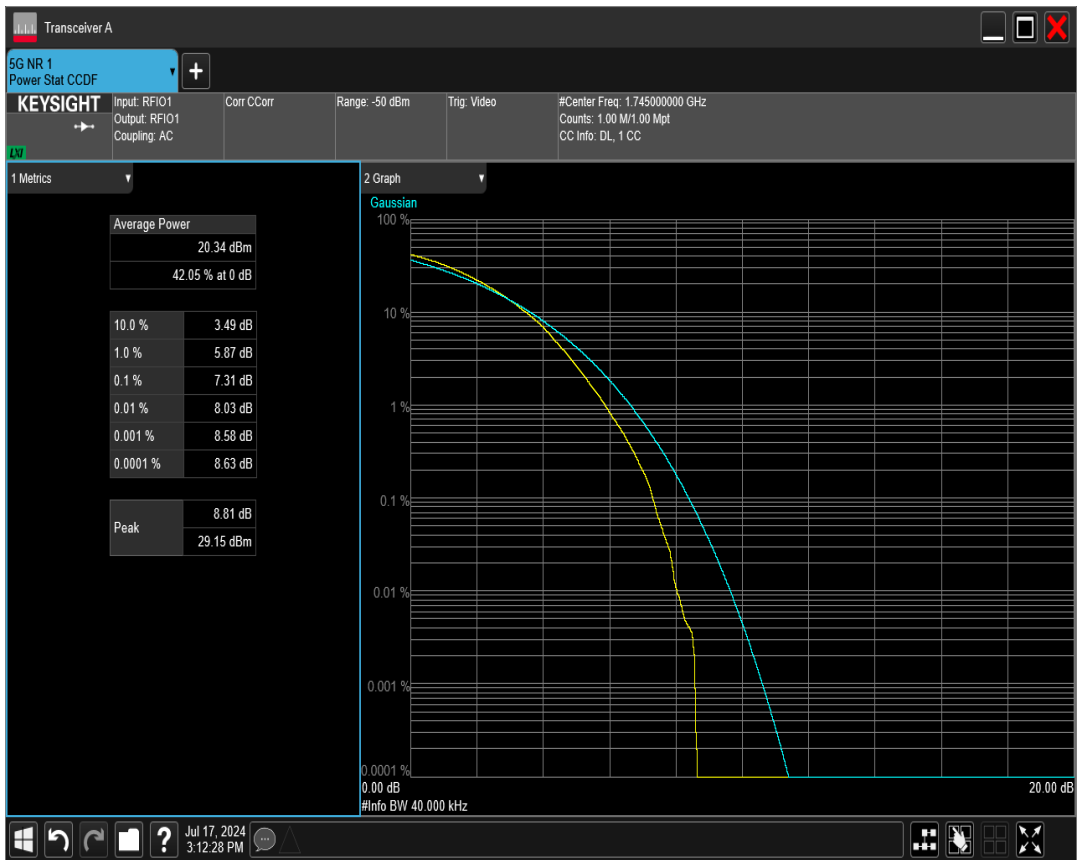 Transceiver A
5G NR 1
Power Stat CCDF
KEYSIGHT
LXI
Input: RFIO1
Output: RFIO1
Coupling: AC
Corr CCorr
Range: -50 dBm
Trig: Video
#Center Freq: 1.745000000 GHz
Counts: 1.00 M/1.00 Mpt
CC Info: DL, 1 CC
1 Metrics
Average Power
20.34 dBm
42.05 % at 0 dB
10.0 % 3.49 dB
1.0 % 5.87 dB
0.1 % 7.31 dB
0.01 % 8.03 dB
0.001 % 8.58 dB
0.0001 % 8.63 dB
Peak 8.81 dB
29.15 dBm
2 Graph
Gaussian
100 %
10 %
1 %
0.1 %
0.01 %
0.001 %
0.0001 %
0.00 dB 20.00 dB
#Info BW 40.000 kHz
Jul 17, 2024
3:12:28 PM